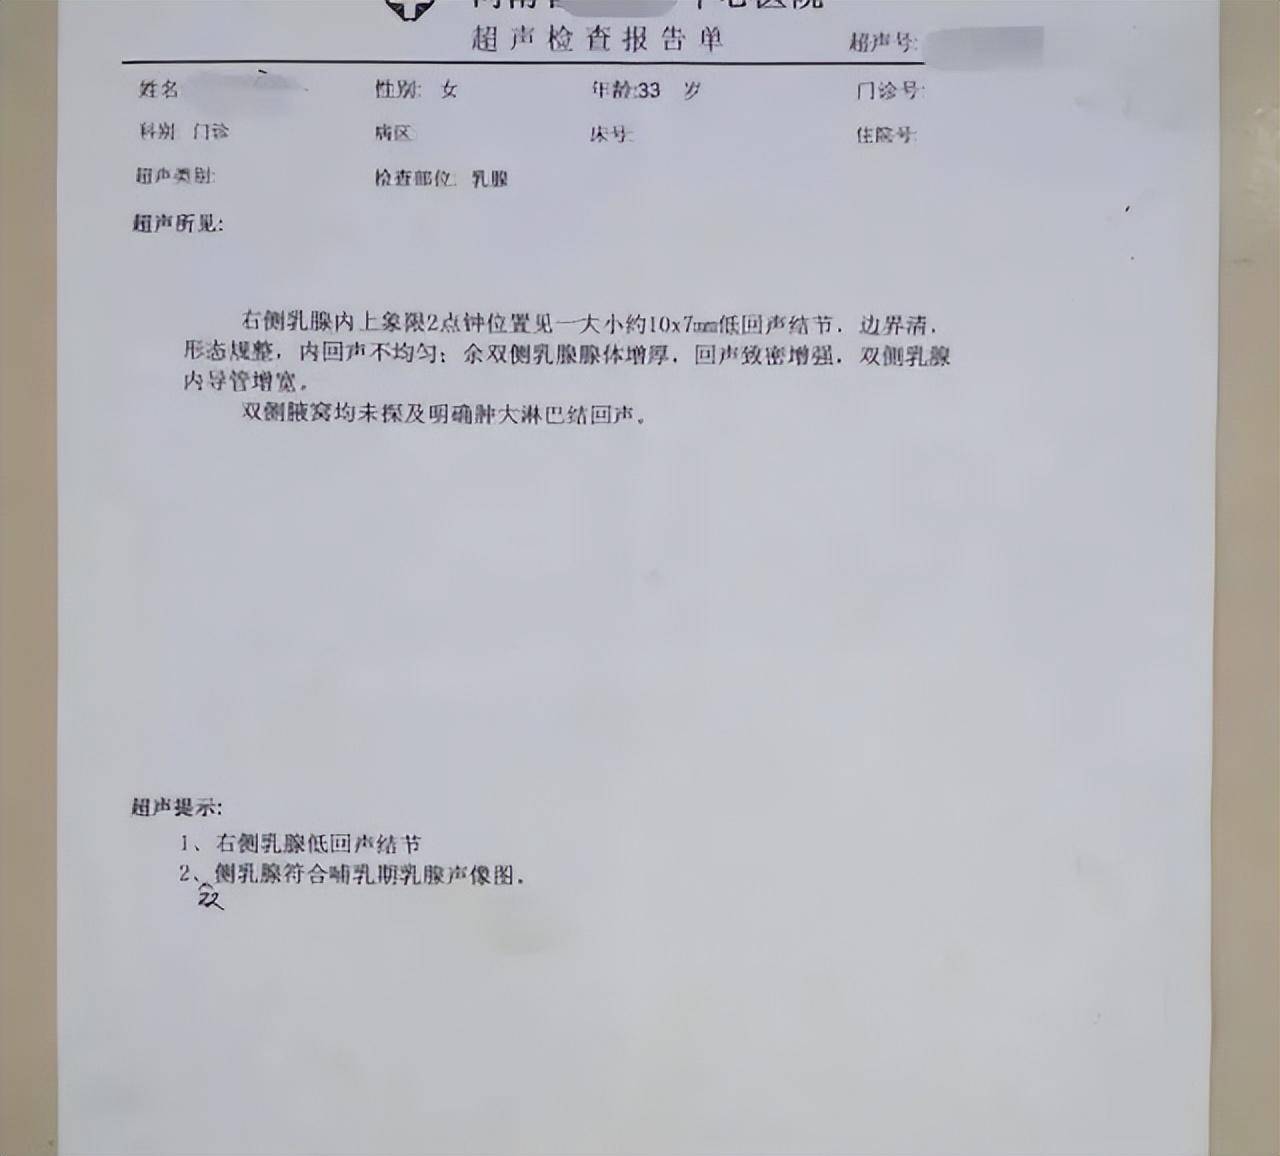 超声检查报告单
超声号:
姓名 性别: 女 年龄:33 岁 门诊号:
科别 门诊 病区 床号: 住院号:
超声类别: 检查部位: 乳腺
超声所见:
右侧乳腺内上象限2点钟位置见一大小约10x7mm低回声结节，边界清，
形态规整，内回声不均匀；余双侧乳腺腺体增厚，回声致密增强，双侧乳腺
内导管增宽。
双侧腋窝均未探及明确肿大淋巴结回声。
超声提示:
1、右侧乳腺低回声结节
2、侧乳腺符合哺乳期乳腺声像图.
双